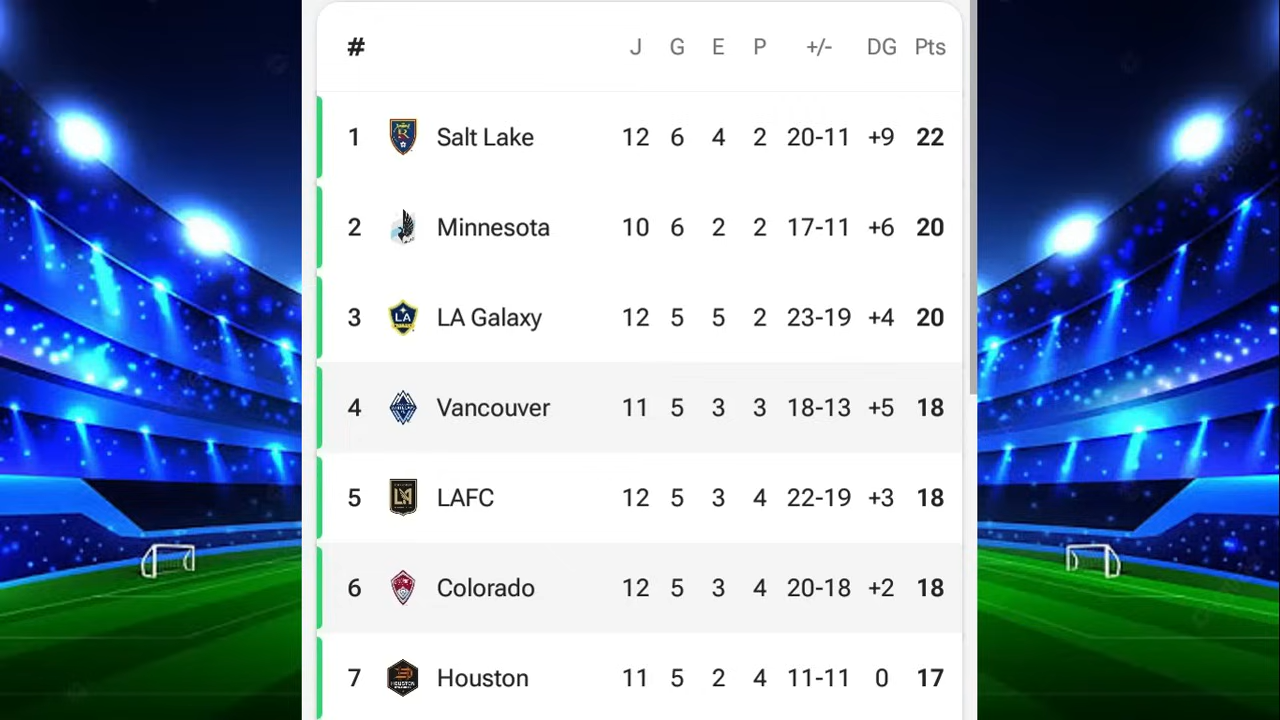 # J G E P +/- DG Pts
1 Salt Lake 12 6 4 2 20-11 +9 22
2 Minnesota 10 6 2 2 17-11 +6 20
3 LA LA Galaxy 12 5 5 2 23-19 +4 20
4 Vancouver 11 5 3 3 18-13 +5 18
5 LA LAFC 12 5 3 4 22-19 +3 18
6 Colorado 12 5 3 4 20-18 +2 18
7 HOUSTON Houston 11 5 2 4 11-11 0 17